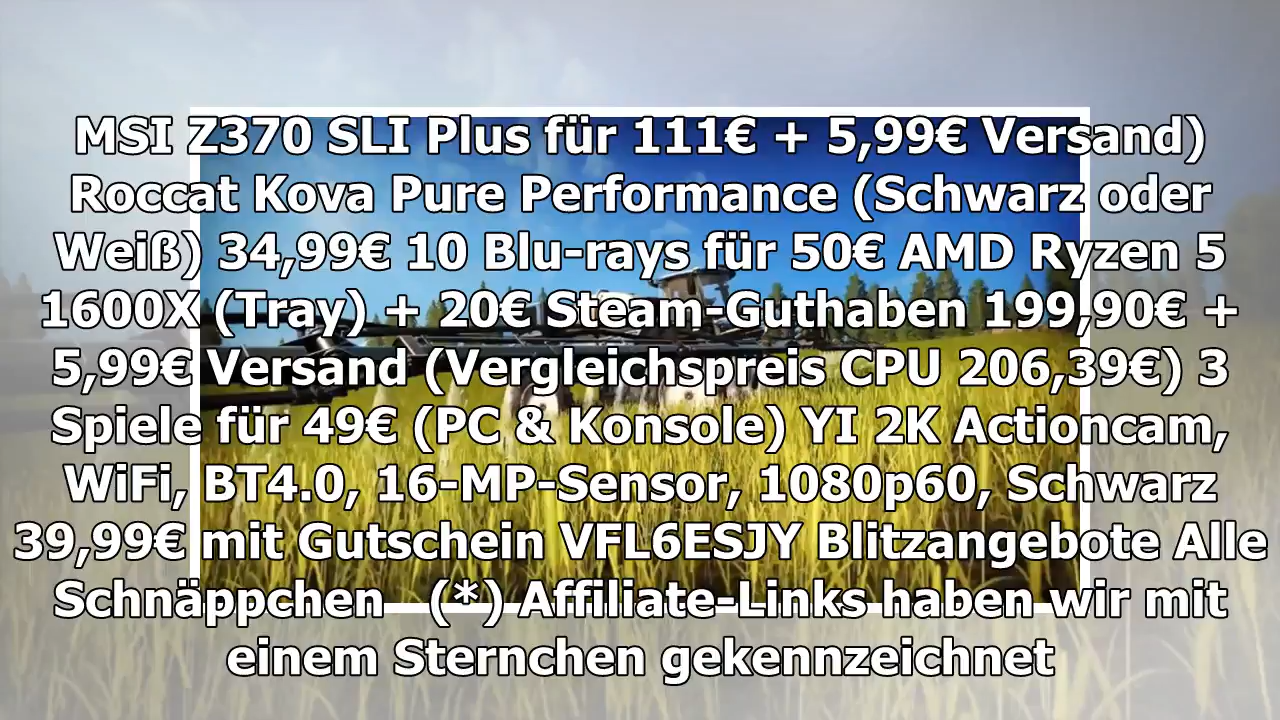 MSI Z370 SLI Plus für 111€ + 5,99€ Versand)
Roccat Kova Pure Performance (Schwarz oder
Weiß) 34,99€ 10 Blu-rays für 50€ AMD Ryzen 5
1600X (Tray) + 20€ Steam-Guthaben 199,90€ +
5,99€ Versand (Vergleichspreis CPU 206,39€) 3
Spiele für 49€ (PC & Konsole) YI 2K Actioncam,
WiFi, BT4.0, 16-MP-Sensor, 1080p60, Schwarz
39,99€ mit Gutschein VFL6ESJY Blitzangebote Alle
Schnäppchen (*) Affiliate-Links haben wir mit
einem Sternchen gekennzeichnet